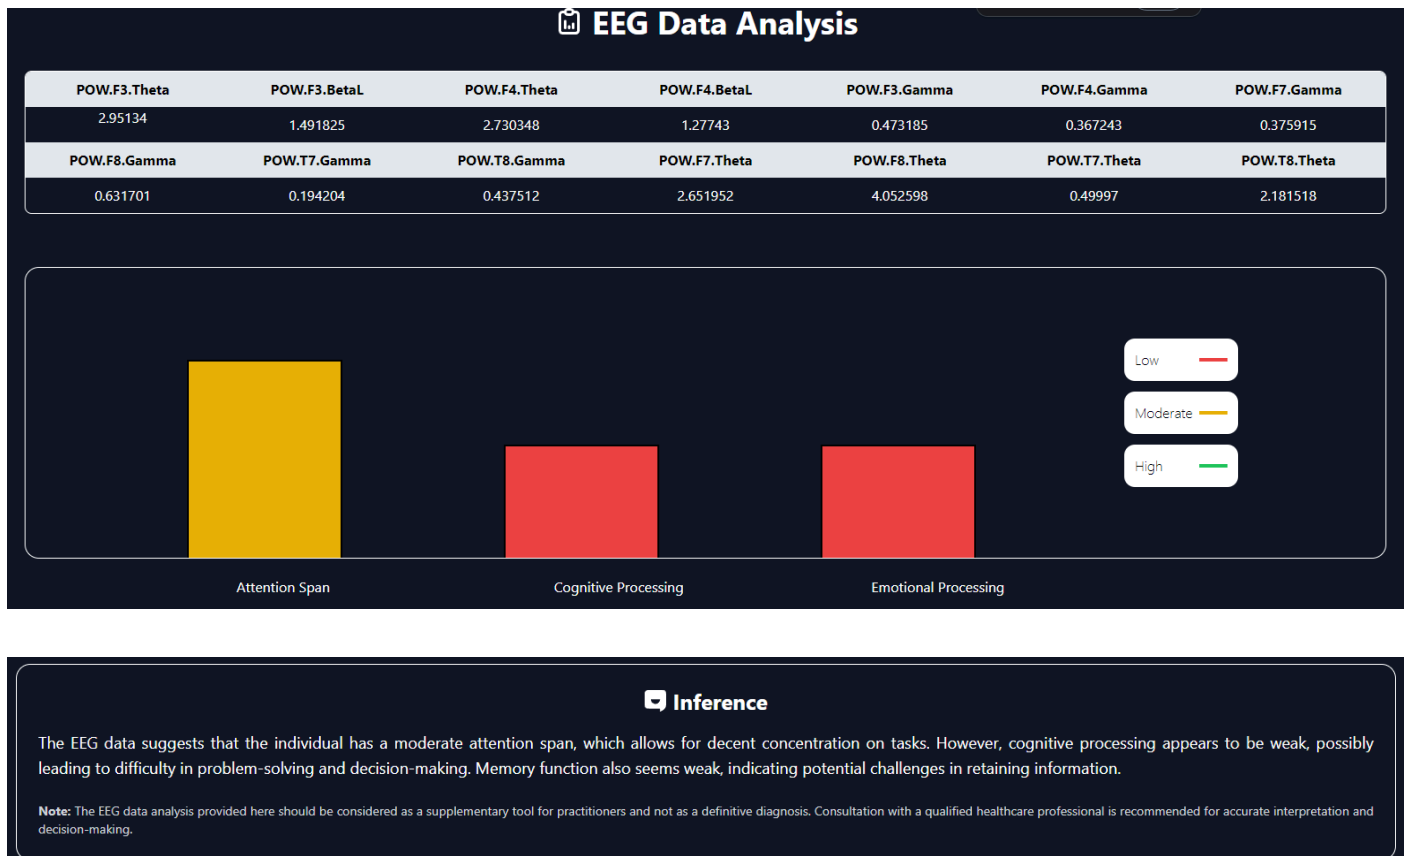 EEG Data Analysis
POW.F3.Theta POW.F3.BetaL POW.F4.Theta POW.F4.BetaL POW.F3.Gamma POW.F4.Gamma POW.F7.Gamma
2.95134 1.491825 2.730348 1.27743 0.473185 0.367243 0.375915
POW.F8.Gamma POW.T7.Gamma POW.T8.Gamma POW.F7.Theta POW.F8.Theta POW.T7.Theta POW.T8.Theta
0.631701 0.194204 0.437512 2.651952 4.052598 0.49997 2.181518
Low
Moderate
High
Attention Span Cognitive Processing Emotional Processing
Inference
The EEG data suggests that the individual has a moderate attention span, which allows for decent concentration on tasks. However, cognitive processing appears to be weak, possibly
leading to difficulty in problem-solving and decision-making. Memory function also seems weak, indicating potential challenges in retaining information.
Note: The EEG data analysis provided here should be considered as a supplementary tool for practitioners and not as a definitive diagnosis. Consultation with a qualified healthcare professional is recommended for accurate interpretation and
decision-making.